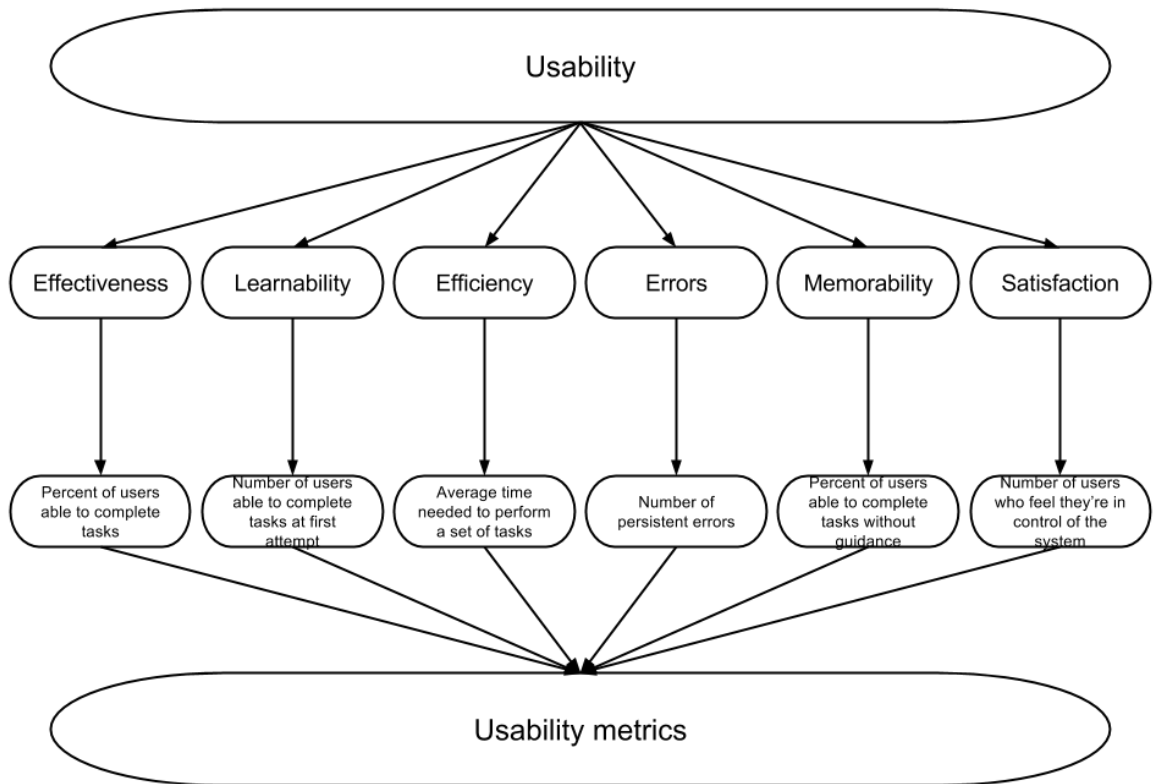 Usability
Effectiveness
Learnability
Efficiency
Errors
Memorability
Satisfaction
Percent of users
able to complete
tasks
Number of users
able to complete
tasks at first
attempt
Average time
needed to perform
a set of tasks
Number of
persistent errors
Percent of users
able to complete
tasks without
guidance
Number of users
who feel they're in
control of the
system
Usability metrics